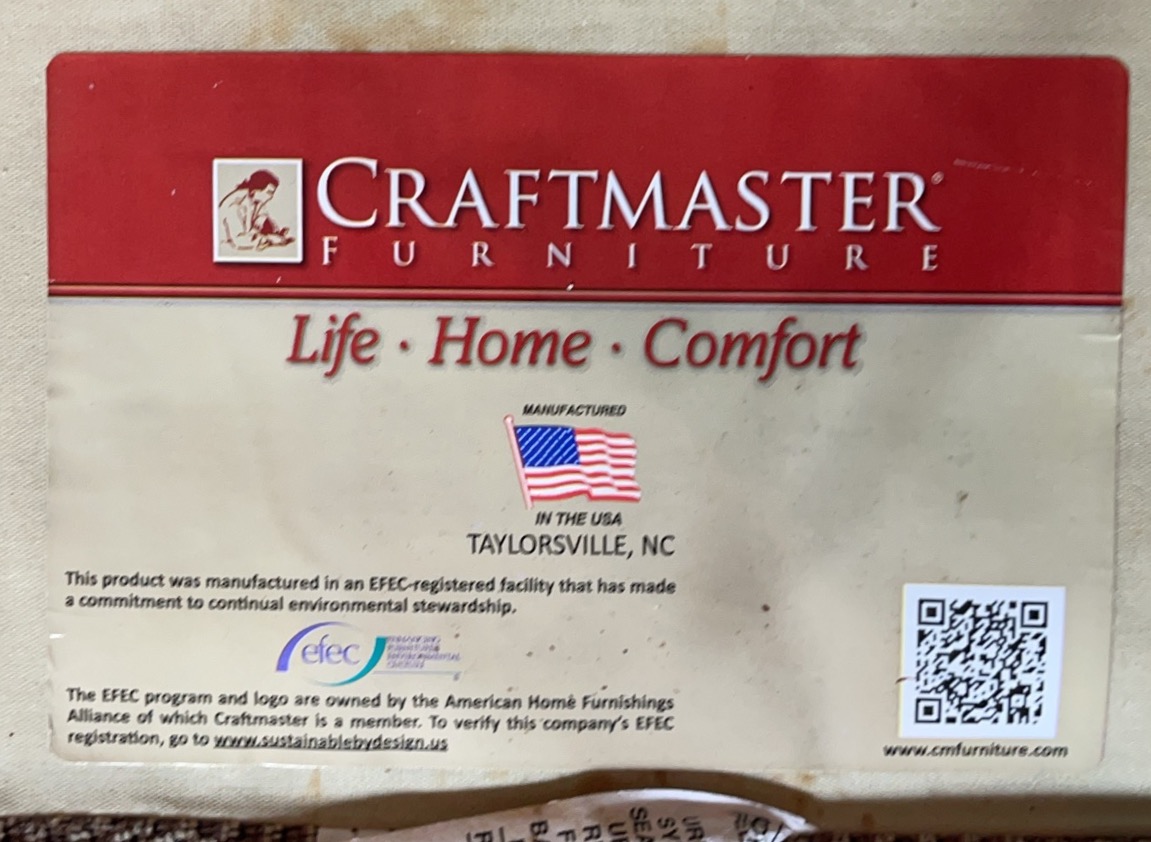 CRAFTMASTER®
FURNITURE
Life · Home · Comfort
MANUFACTURED
IN THE USA
TAYLORSVILLE, NC
This product was manufactured in an EFEC-registered facility that has made
a commitment to continual environmental stewardship.
efec
The EFEC program and logo are owned by the American Home Furnishings
Alliance of which Craftmaster is a member. To verify this company's EFEC
registration, go to www.sustainablebydesign.us
www.cmfurniture.com